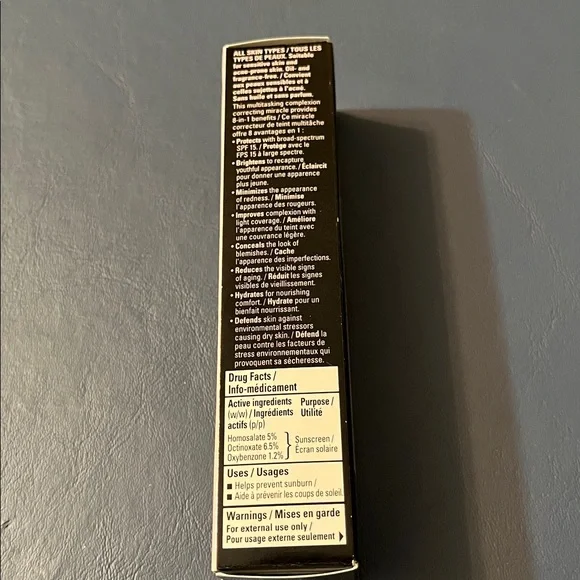 ALL SKIN TYPES / TOUS LES
TYPES DE PEAUX. Suitable
for sensitive skin and
acne-prone skin. Oil- and
fragrance-free. / Convient
aux peaux sensibles et à
celles sujettes à l'acné.
Sans huile et sans parfum.
This multitasking complexion
correcting miracle provides
8-in-1 benefits / Ce miracle
correcteur de teint multitâche
offre 8 avantages en 1 :
• Protects with broad-spectrum
SPF 15. / Protège avec le
FPS 15 à large spectre.
• Brightens to recapture
youthful appearance. / Éclaircit
pour donner une apparence
plus jeune.
• Minimizes the appearance
of redness. / Minimise
l'apparence des rougeurs.
• Improves complexion with
light coverage. / Améliore
l'apparence du teint avec
une couvrance légère.
• Conceals the look of
blemishes. / Cache
l'apparence des imperfections.
• Reduces the visible signs
of aging. / Réduit les signes
visibles de vieillissement.
• Hydrates for nourishing
comfort. / Hydrate pour un
bienfait nourrissant.
• Defends skin against
environmental stressors
causing dry skin. / Défend la
peau contre les facteurs de
stress environnementaux qui
provoquent sa sécheresse.
Drug Facts /
Info-médicament
Active ingredients Purpose /
(w/w) / Ingrédients Utilité
actifs (p/p)
Homosalate 5%
Octinoxate 6.5% Sunscreen /
Oxybenzone 1.2% Écran solaire
Uses / Usages
■ Helps prevent sunburn /
■ Aide à prévenir les coups de soleil
Warnings / Mises en garde
For external use only /
Pour usage externe seulement